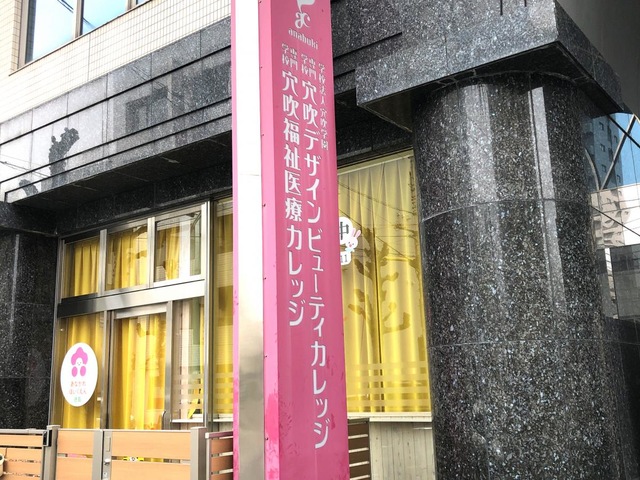 anabuki
学校法人穴吹学園
専門学校 穴吹デザインビューティカレッジ
専門学校 穴吹福祉医療カレッジ
中